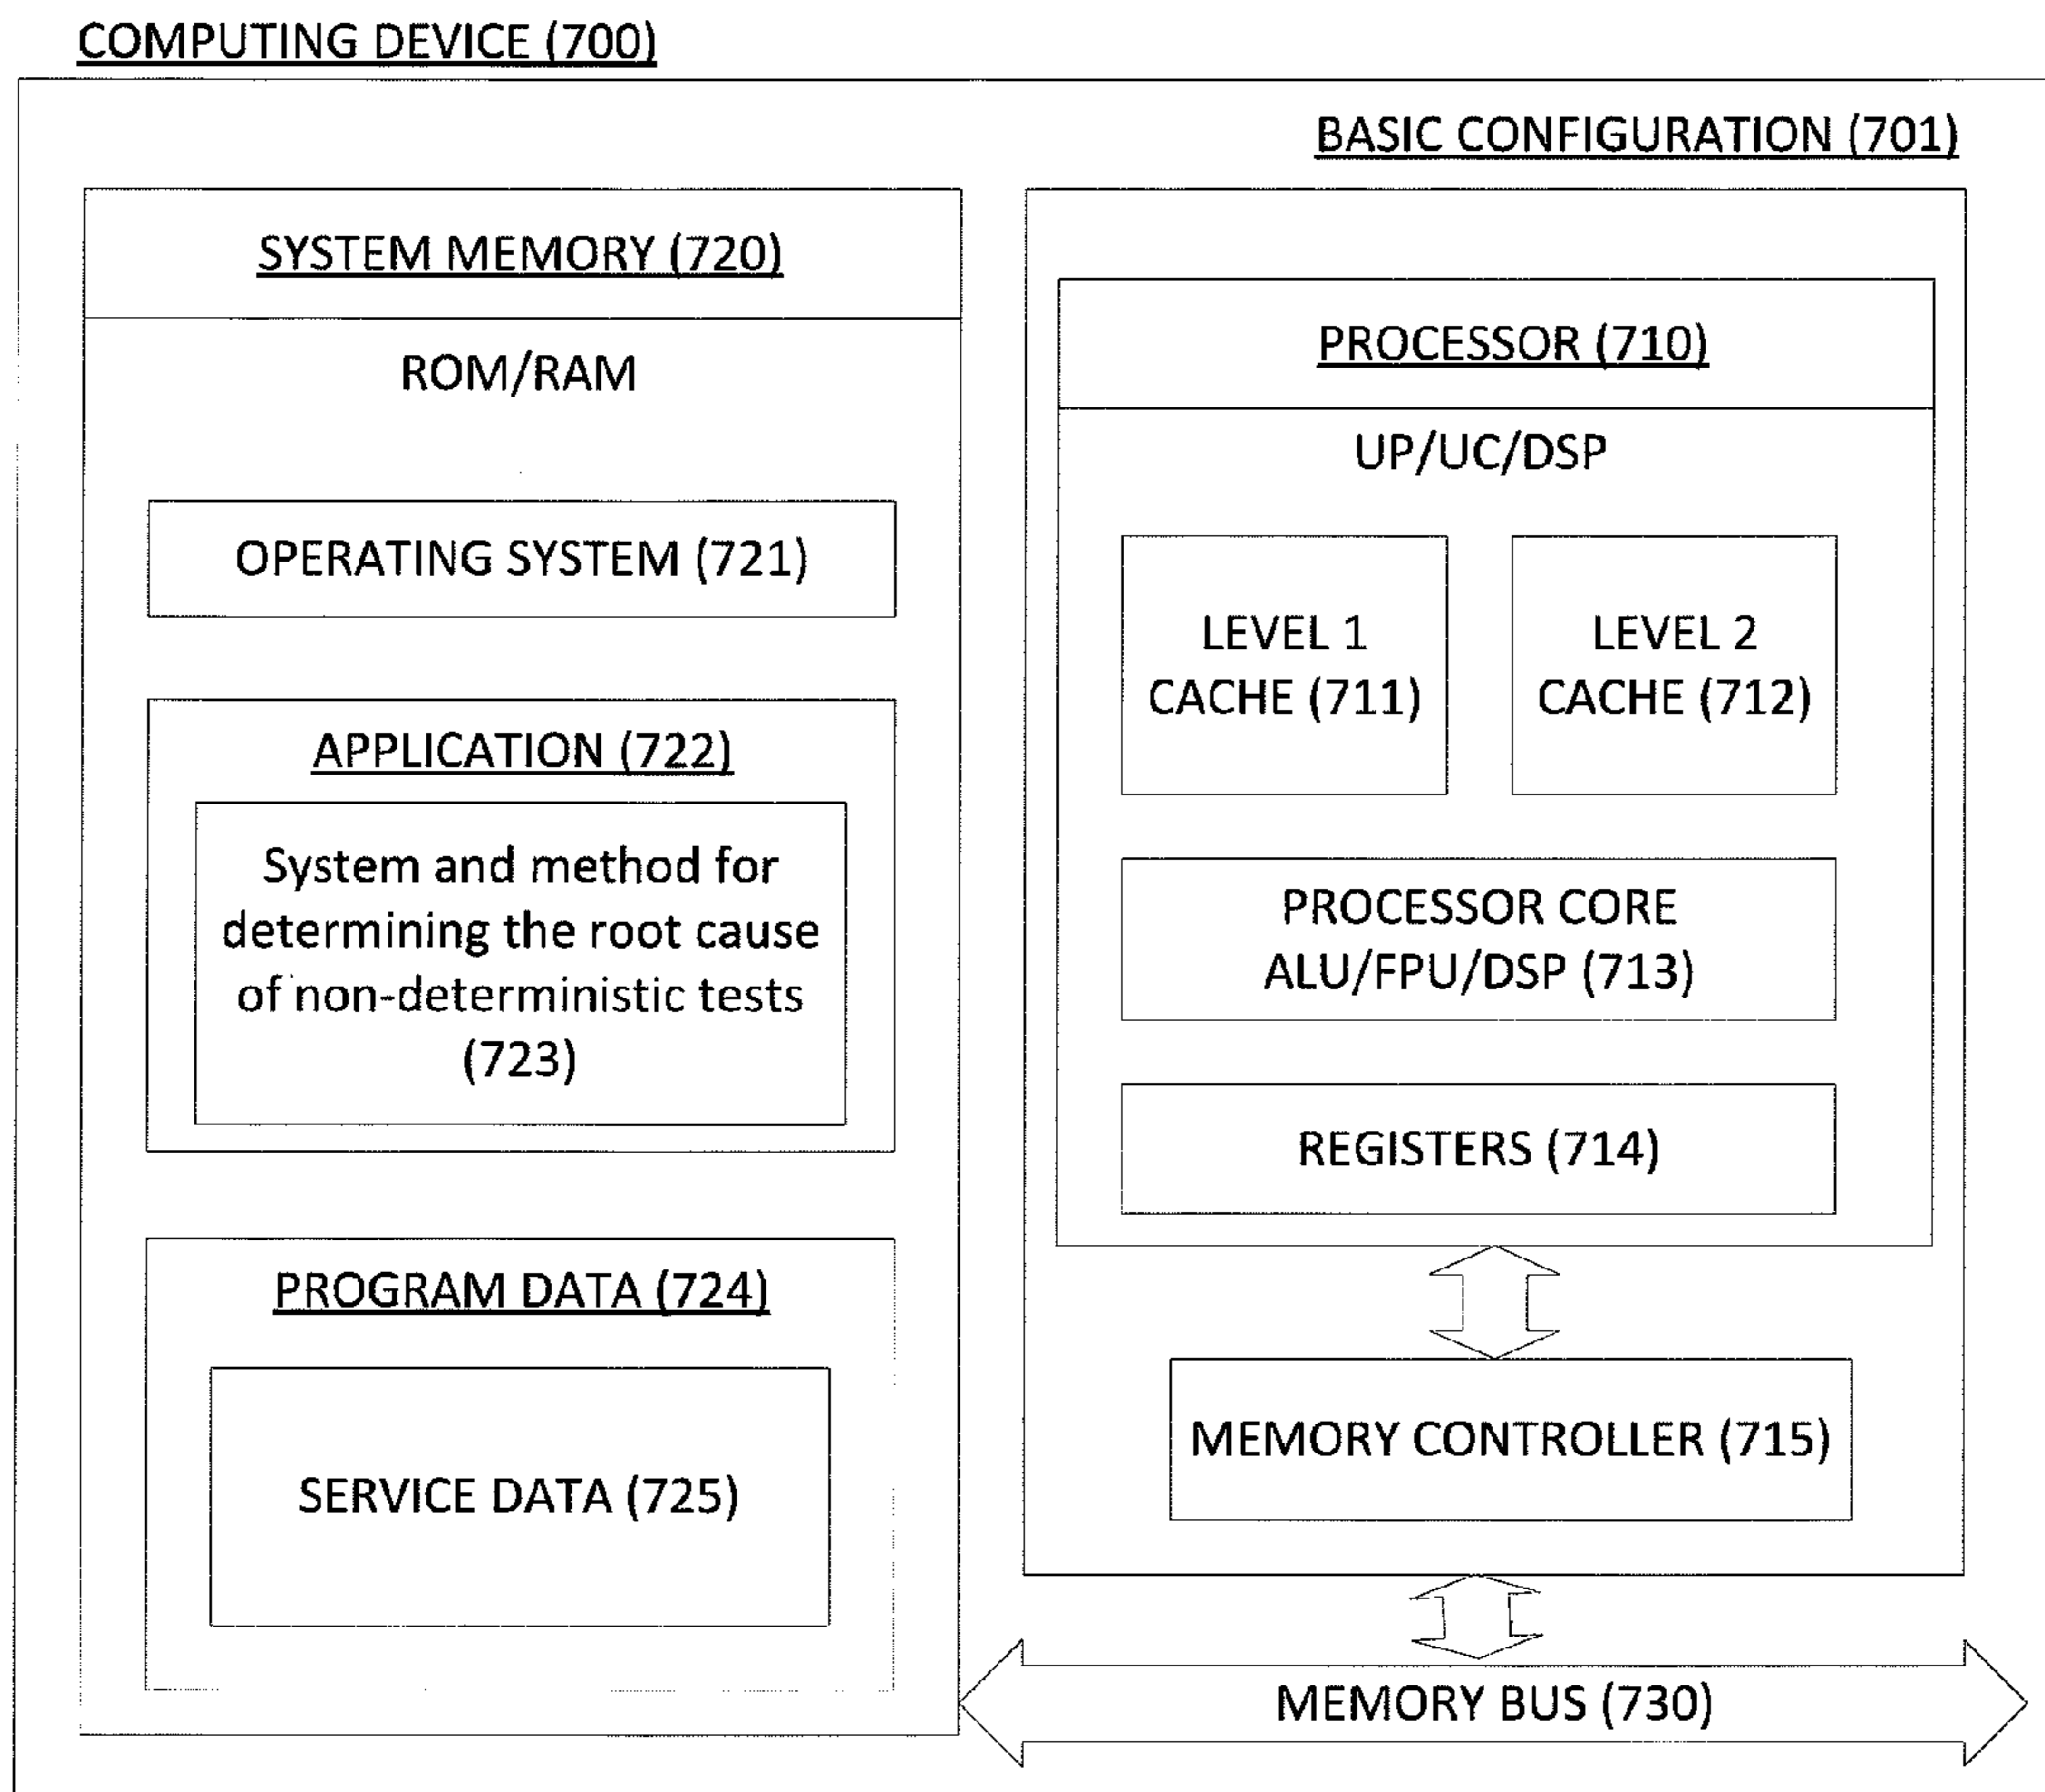 COMPUTING DEVICE (700)
BASIC CONFIGURATION (701)
SYSTEM MEMORY (720)
ROM/RAM
OPERATING SYSTEM (721)
APPLICATION (722)
System and method for
determining the root cause
of non-deterministic tests
(723)
PROGRAM DATA (724)
SERVICE DATA (725)
PROCESSOR (710)
UP/UC/DSP
LEVEL 1
CACHE (711)
LEVEL 2
CACHE (712)
PROCESSOR CORE
ALU/FPU/DSP (713)
REGISTERS (714)
MEMORY CONTROLLER (715)
MEMORY BUS (730)